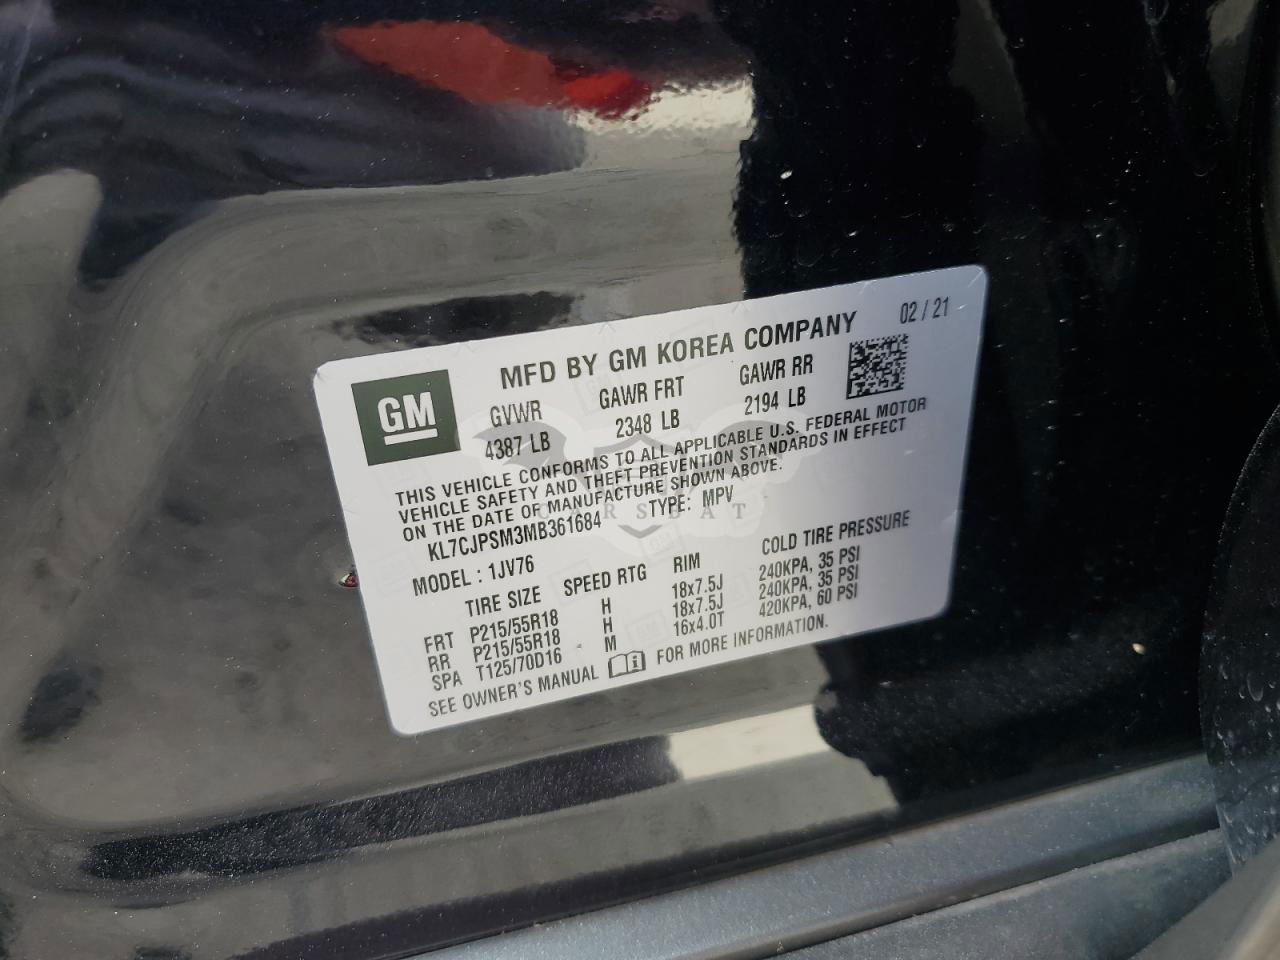 MFD BY GM KOREA COMPANY 02 / 21
GM
GVWR GAWR FRT GAWR RR
4387 LB 2348 LB 2194 LB
THIS VEHICLE CONFORMS TO ALL APPLICABLE U.S. FEDERAL MOTOR
VEHICLE SAFETY AND THEFT PREVENTION STANDARDS IN EFFECT
ON THE DATE OF MANUFACTURE SHOWN ABOVE.
KL7CJPSM3MB361684 TYPE: MPV
CARSBAT
MODEL : 1JV76
TIRE SIZE SPEED RTG RIM COLD TIRE PRESSURE
FRT P215/55R18 H 18x7.5J 240KPA, 35 PSI
RR P215/55R18 H 18x7.5J 240KPA, 35 PSI
SPA T125/70D16 M 16x4.0T 420KPA, 60 PSI
SEE OWNER'S MANUAL FOR MORE INFORMATION.